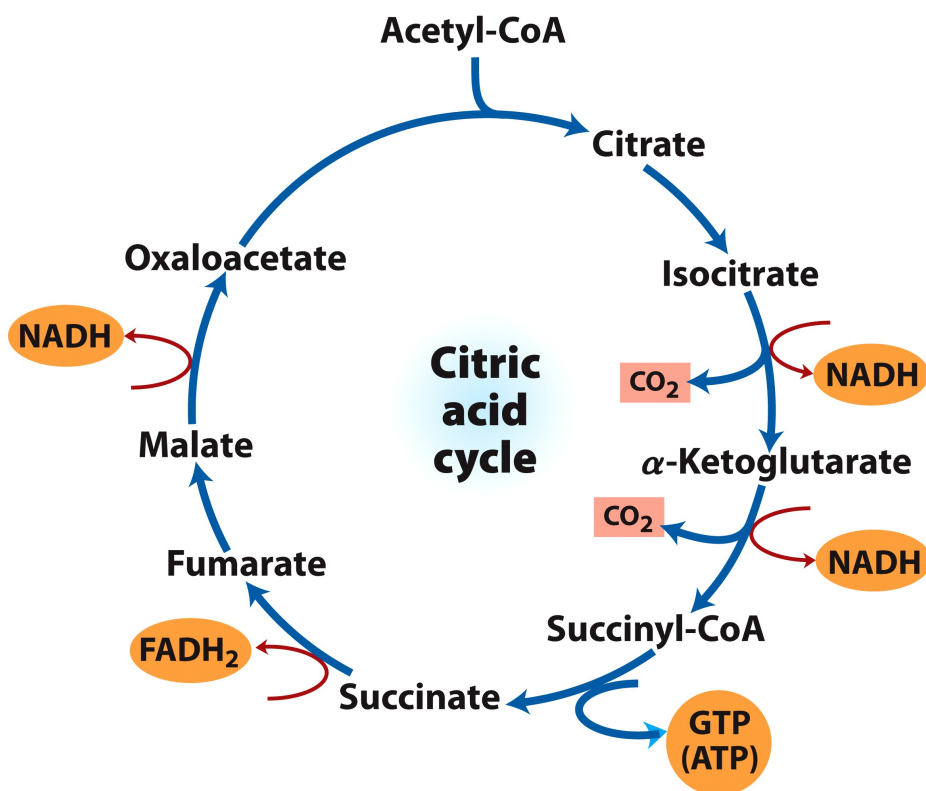 Acetyl-CoA
Citrate
Oxaloacetate
Isocitrate
NADH
Citric
acid
cycle
CO₂
NADH
Malate
α-Ketoglutarate
CO₂
NADH
Fumarate
Succinyl-CoA
FADH₂
Succinate
GTP
(ATP)